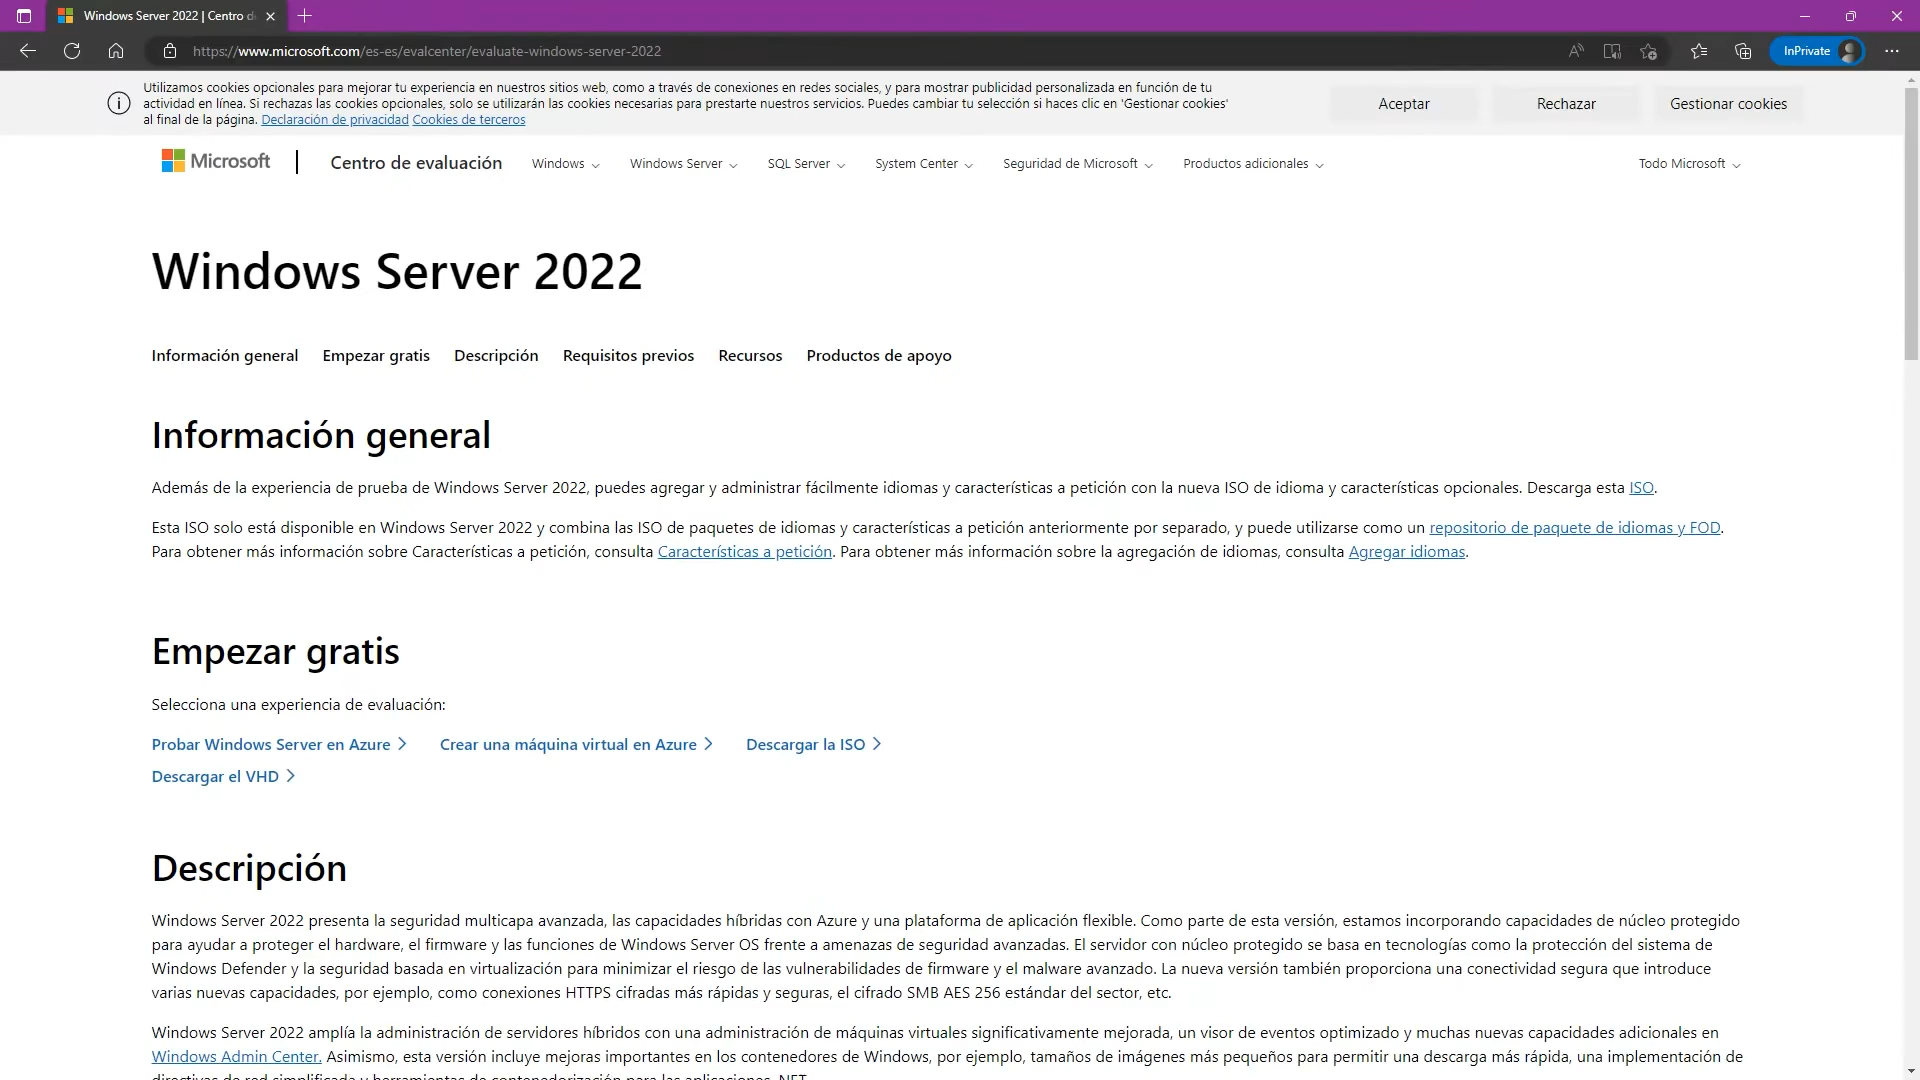 Windows Server 2022 | Centro de
https://www.microsoft.com/es-es/evalcenter/evaluate-windows-server-2022
InPrivate
Utilizamos cookies opcionales para mejorar tu experiencia en nuestros sitios web, como a través de conexiones en redes sociales, y para mostrar publicidad personalizada en función de tu
actividad en línea. Si rechazas las cookies opcionales, solo se utilizarán las cookies necesarias para prestarte nuestros servicios. Puedes cambiar tu selección si haces clic en 'Gestionar cookies'
al final de la página. Declaración de privacidad Cookies de terceros
Aceptar Rechazar Gestionar cookies
Microsoft Centro de evaluación Windows Windows Server SQL Server System Center Seguridad de Microsoft Productos adicionales Todo Microsoft
Windows Server 2022
Información general Empezar gratis Descripción Requisitos previos Recursos Productos de apoyo
Información general
Además de la experiencia de prueba de Windows Server 2022, puedes agregar y administrar fácilmente idiomas y características a petición con la nueva ISO de idioma y características opcionales. Descarga esta ISO.
Esta ISO solo está disponible en Windows Server 2022 y combina las ISO de paquetes de idiomas y características a petición anteriormente por separado, y puede utilizarse como un repositorio de paquete de idiomas y FOD.
Para obtener más información sobre Características a petición, consulta Características a petición. Para obtener más información sobre la agregación de idiomas, consulta Agregar idiomas.
Empezar gratis
Selecciona una experiencia de evaluación:
Probar Windows Server en Azure Crear una máquina virtual en Azure Descargar la ISO
Descargar el VHD
Descripción
Windows Server 2022 presenta la seguridad multicapa avanzada, las capacidades híbridas con Azure y una plataforma de aplicación flexible. Como parte de esta versión, estamos incorporando capacidades de núcleo protegido
para ayudar a proteger el hardware, el firmware y las funciones de Windows Server OS frente a amenazas de seguridad avanzadas. El servidor con núcleo protegido se basa en tecnologías como la protección del sistema de
Windows Defender y la seguridad basada en virtualización para minimizar el riesgo de las vulnerabilidades de firmware y el malware avanzado. La nueva versión también proporciona una conectividad segura que introduce
varias nuevas capacidades, por ejemplo, como conexiones HTTPS cifradas más rápidas y seguras, el cifrado SMB AES 256 estándar del sector, etc.
Windows Server 2022 amplía la administración de servidores híbridos con una administración de máquinas virtuales significativamente mejorada, un visor de eventos optimizado y muchas nuevas capacidades adicionales en
Windows Admin Center. Asimismo, esta versión incluye mejoras importantes en los contenedores de Windows, por ejemplo, tamaños de imágenes más pequeños para permitir una descarga más rápida, una implementación de
directivas de red simplificada y herramientas de contenedorización para las aplicaciones .NET